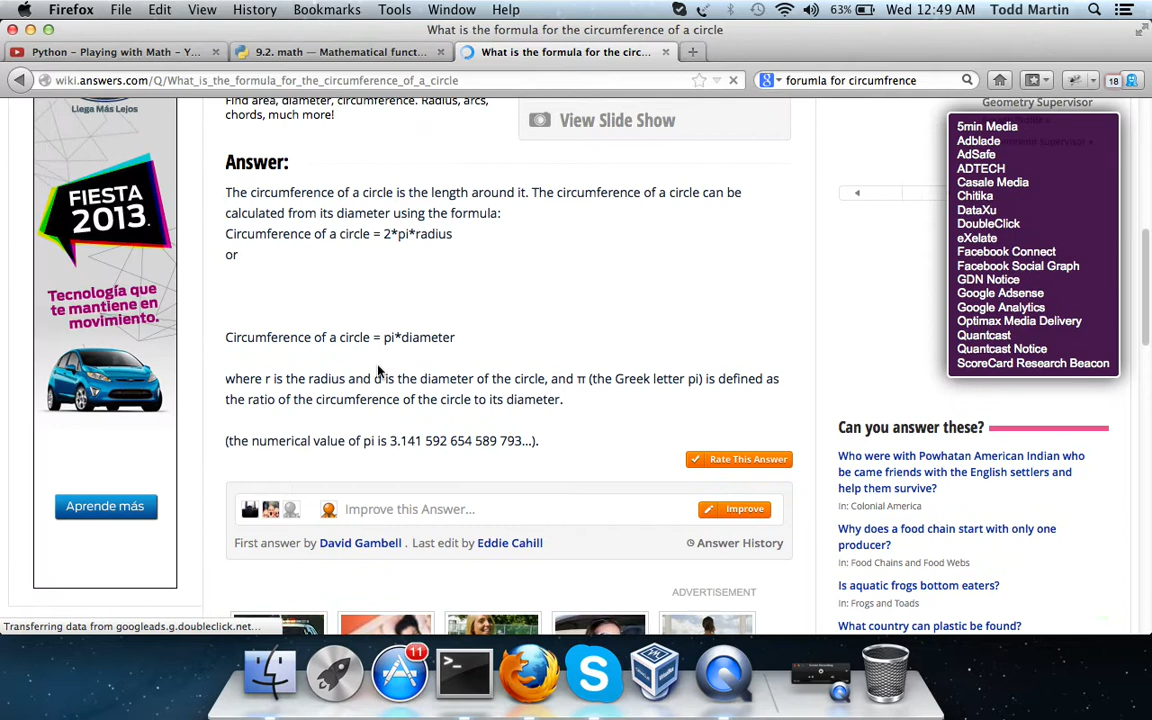 Firefox File Edit View History Bookmarks Tools Window Help 63% Wed 12:49 AM Todd Martin
What is the formula for the circumference of a circle
Python - Playing with Math - Y...
9.2. math — Mathematical funct...
What is the formula for the circ...
wiki.answers.com/Q/What_is_the_formula_for_the_circumference_of_a_circle
forumla for circumfrence
18
Llega Más Lejos
FIESTA
2013.
Tecnología que
te mantiene en
movimiento.
Aprende más
Find area, diameter, circumference. Radius, arcs,
chords, much more!
View Slide Show
Answer:
The circumference of a circle is the length around it. The circumference of a circle can be
calculated from its diameter using the formula:
Circumference of a circle = 2*pi*radius
or
Circumference of a circle = pi*diameter
where r is the radius and d is the diameter of the circle, and π (the Greek letter pi) is defined as
the ratio of the circumference of the circle to its diameter.
(the numerical value of pi is 3.141 592 654 589 793...).
Rate This Answer
Improve this Answer...
Improve
First answer by David Gambell . Last edit by Eddie Cahill
Answer History
ADVERTISEMENT
Geometry Supervisor
5min Media
Adblade
AdSafe
ADTECH
Casale Media
Chitika
DataXu
DoubleClick
eXelate
Facebook Connect
Facebook Social Graph
GDN Notice
Google Adsense
Google Analytics
Optimax Media Delivery
Quantcast
Quantcast Notice
ScoreCard Research Beacon
Can you answer these?
Who were with Powhatan American Indian who
be came friends with the English settlers and
help them survive?
In: Colonial America
Why does a food chain start with only one
producer?
In: Food Chains and Food Webs
Is aquatic frogs bottom eaters?
In: Frogs and Toads
What country can plastic be found?
Transferring data from googleads.g.doubleclick.net...
11